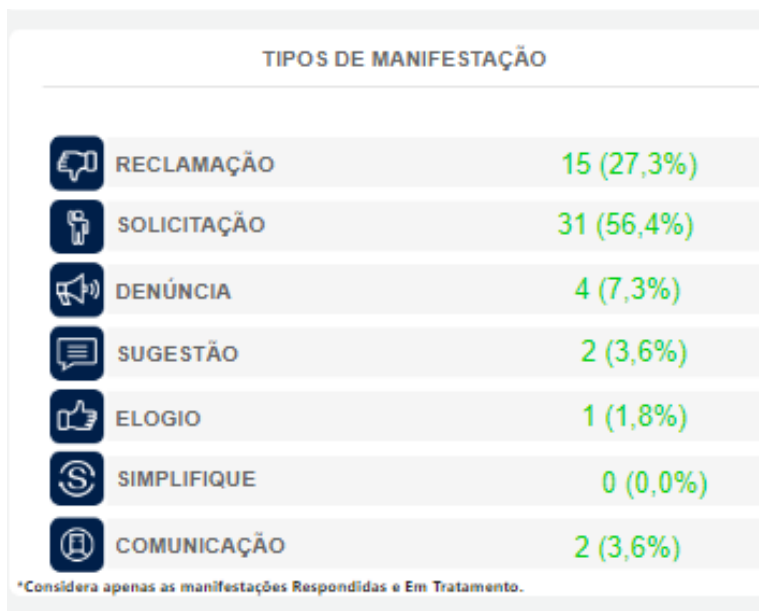 TIPOS DE MANIFESTAÇÃO
RECLAMAÇÃO 15 (27,3%)
SOLICITAÇÃO 31 (56,4%)
DENÚNCIA 4 (7,3%)
SUGESTÃO 2 (3,6%)
ELOGIO 1 (1,8%)
SIMPLIFIQUE 0 (0,0%)
COMUNICAÇÃO 2 (3,6%)
*Considera apenas as manifestações Respondidas e Em Tratamento.